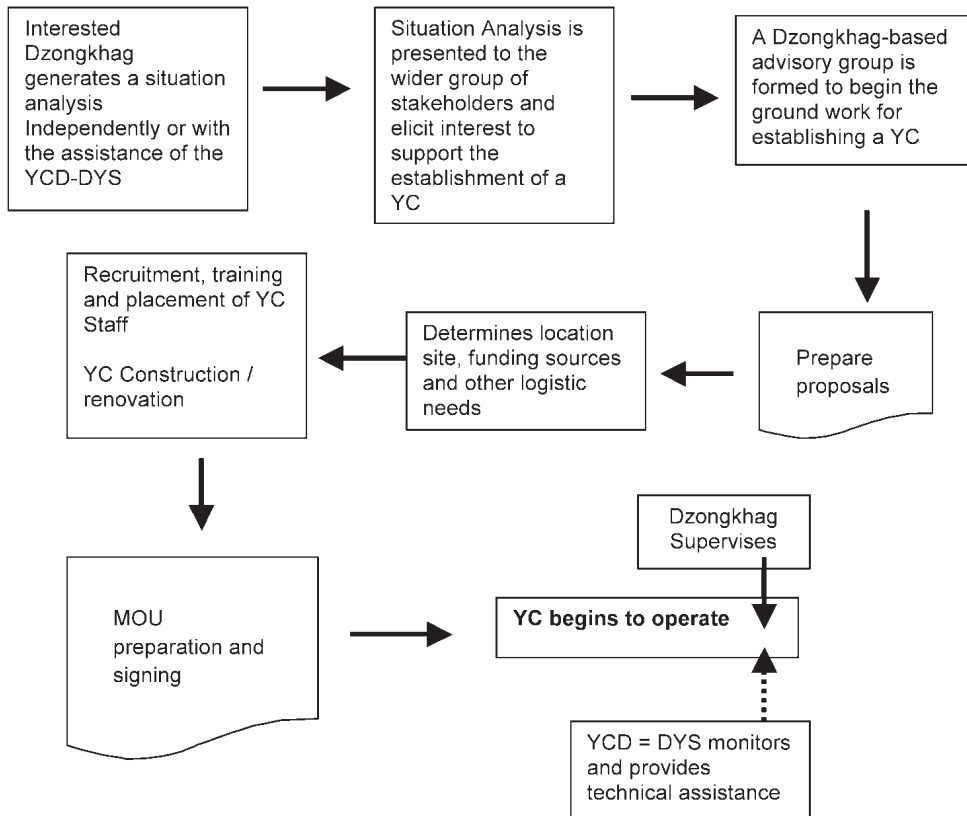 Interested
Dzongkhag
generates a situation
analysis
Independently or with
the assistance of the
YCD-DYS
Situation Analysis is
presented to the
wider group of
stakeholders and
elicit interest to
support the
establishment of a
YC
A Dzongkhag-based
advisory group is
formed to begin the
ground work for
establishing a YC
Prepare
proposals
Determines location
site, funding sources
and other logistic
needs
Recruitment, training
and placement of YC
Staff
YC Construction /
renovation
MOU
preparation and
signing
Dzongkhag
Supervises
YC begins to operate
YCD = DYS monitors
and provides
technical assistance